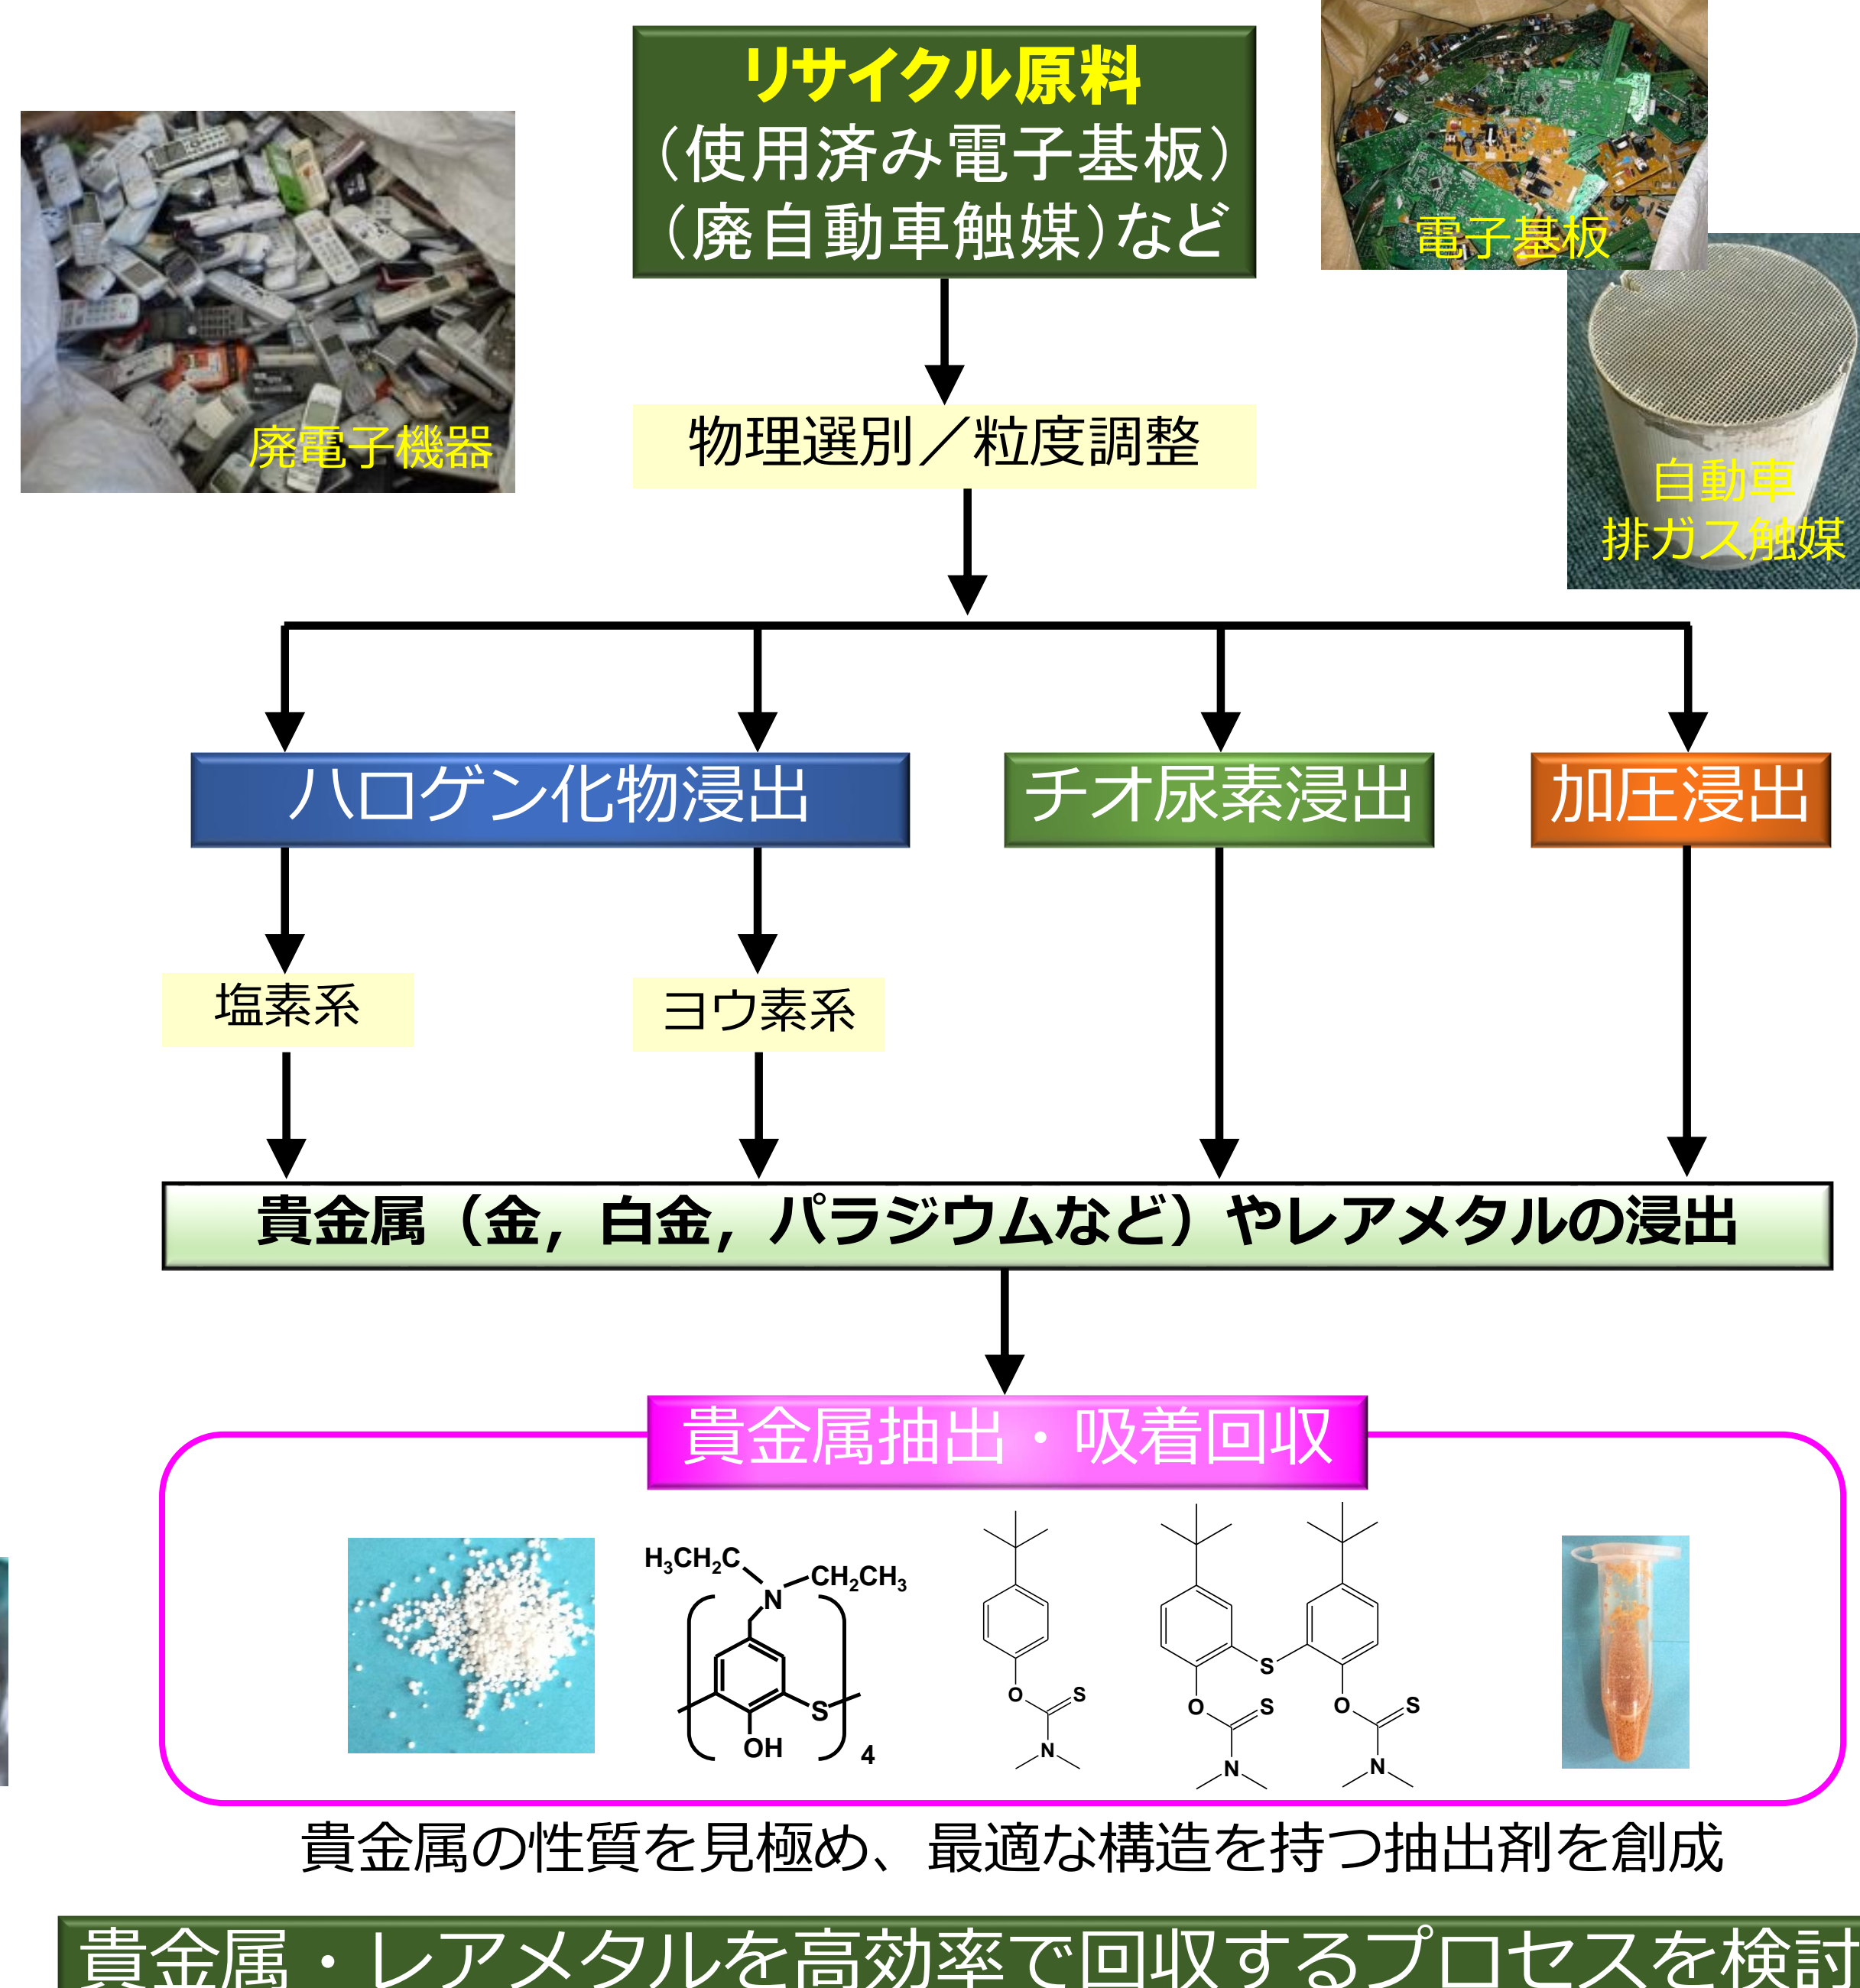 リサイクル原料
（使用済み電子基板）
（廃自動車触媒）など
電子基板
廃電子機器
自動車
排ガス触媒
物理選別／粒度調整
ハロゲン化物浸出
チオ尿素浸出
加圧浸出
塩素系
ヨウ素系
貴金属（金，白金，パラジウムなど）やレアメタルの浸出
貴金属抽出・吸着回収
H₃CH₂C
CH₂CH₃
N
S
OH
4
O
S
N
S
O
S
N
O
S
N
貴金属の性質を見極め、最適な構造を持つ抽出剤を創成
貴金属・レアメタルを高効率で回収するプロセスを検討